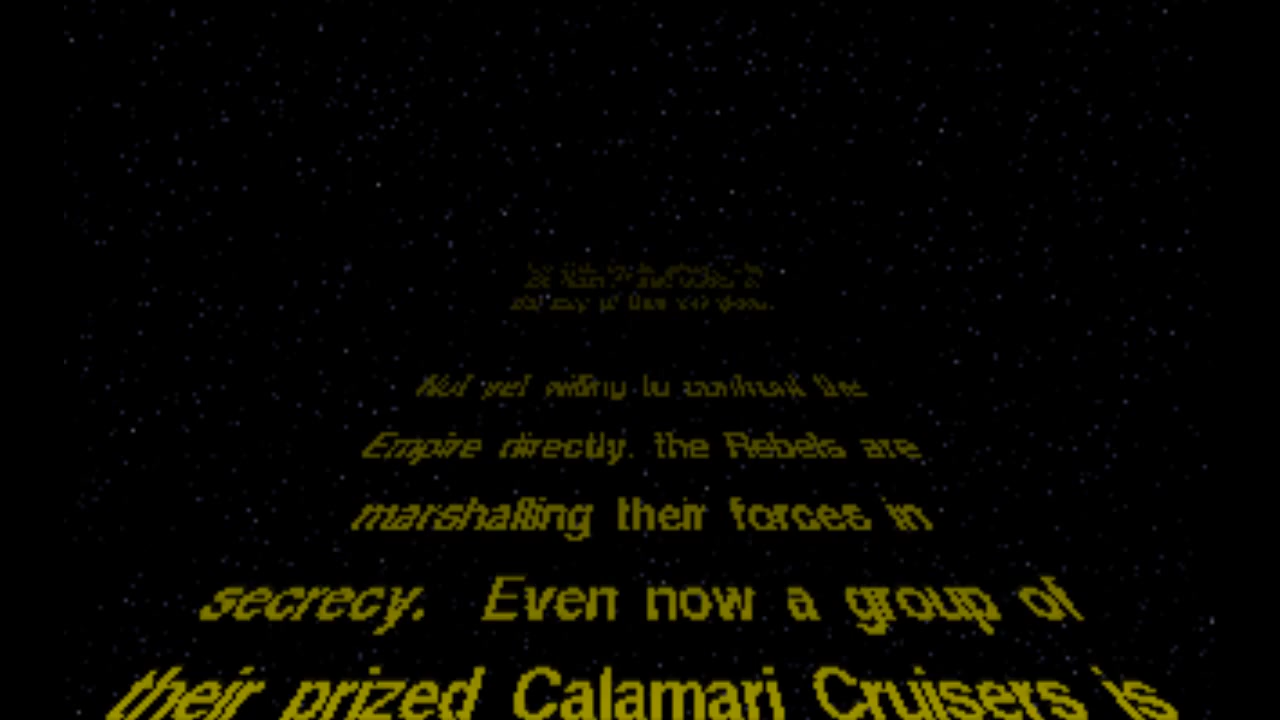 Not yet willing to confront the
Empire directly, the Rebels are
marshalling their forces in
secrecy.  Even now a group of
their prized Calamari Cruisers is